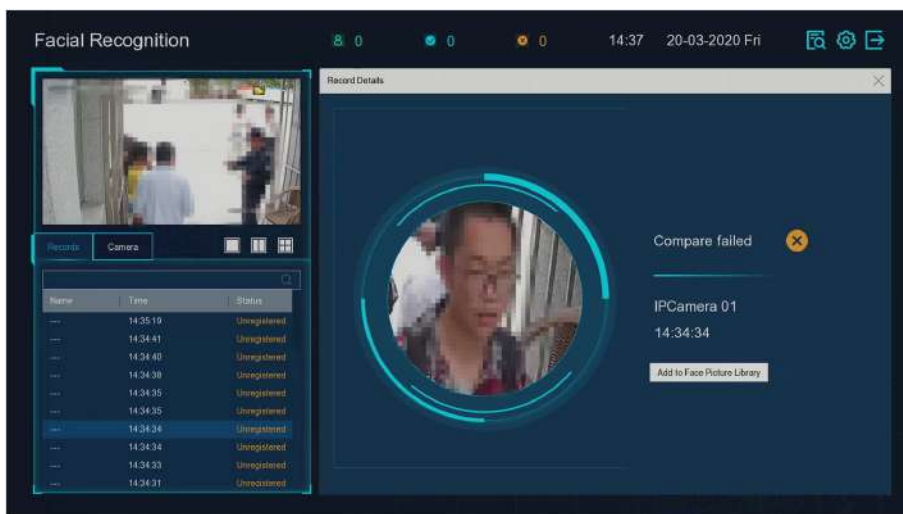 Facial Recognition
0
0
0
14:37
20-03-2020 Fri
Record Details
Records
Camera
Name Time Status
---- 14:35:19 Unregistered
---- 14:34:41 Unregistered
---- 14:34:40 Unregistered
---- 14:34:38 Unregistered
---- 14:34:35 Unregistered
---- 14:34:35 Unregistered
---- 14:34:34 Unregistered
---- 14:34:34 Unregistered
---- 14:34:33 Unregistered
---- 14:34:31 Unregistered
Compare failed
IPCamera 01
14:34:34
Add to Face Picture Library